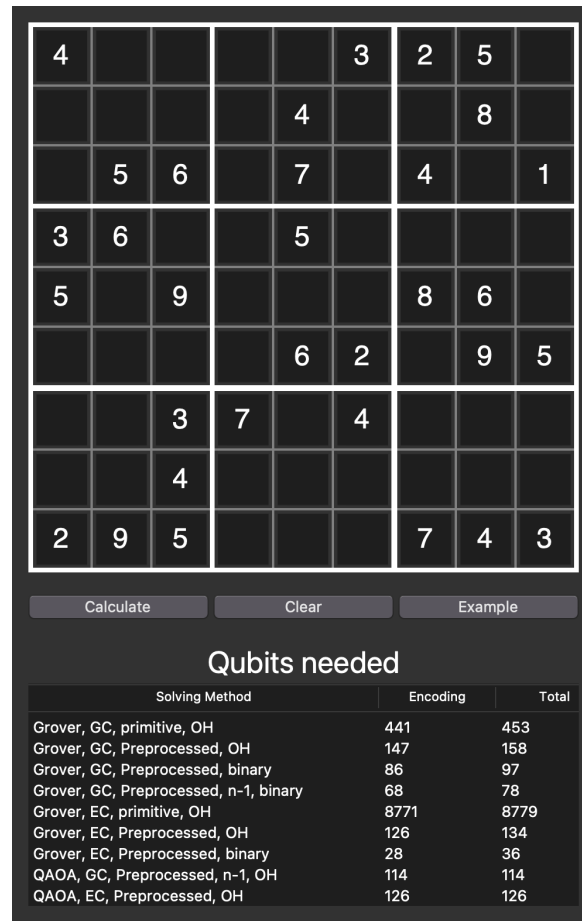 4 3 2 5
4 8
5 6 7 4 1
3 6 5
5 9 8 6
6 2 9 5
3 7 4
4
2 9 5 7 4 3
Calculate Clear Example
Qubits needed
Solving Method Encoding Total
Grover, GC, primitive, OH 441 453
Grover, GC, Preprocessed, OH 147 158
Grover, GC, Preprocessed, binary 86 97
Grover, GC, Preprocessed, n-1, binary 68 78
Grover, EC, primitive, OH 8771 8779
Grover, EC, Preprocessed, OH 126 134
Grover, EC, Preprocessed, binary 28 36
QAOA, GC, Preprocessed, n-1, OH 114 114
QAOA, EC, Preprocessed, OH 126 126